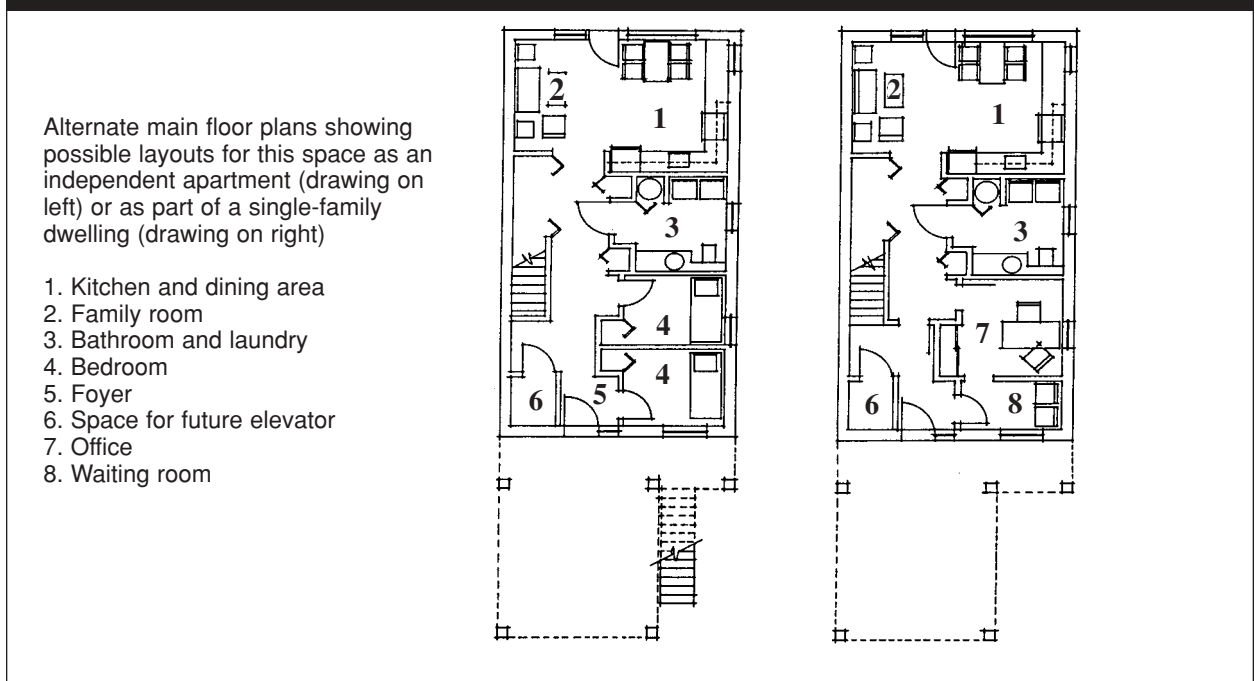 Alternate main floor plans showing
possible layouts for this space as an
independent apartment (drawing on
left) or as part of a single-family
dwelling (drawing on right)
1. Kitchen and dining area
2. Family room
3. Bathroom and laundry
4. Bedroom
5. Foyer
6. Space for future elevator
7. Office
8. Waiting room
2
1
3
4
4
5
6
2
1
3
7
8
6